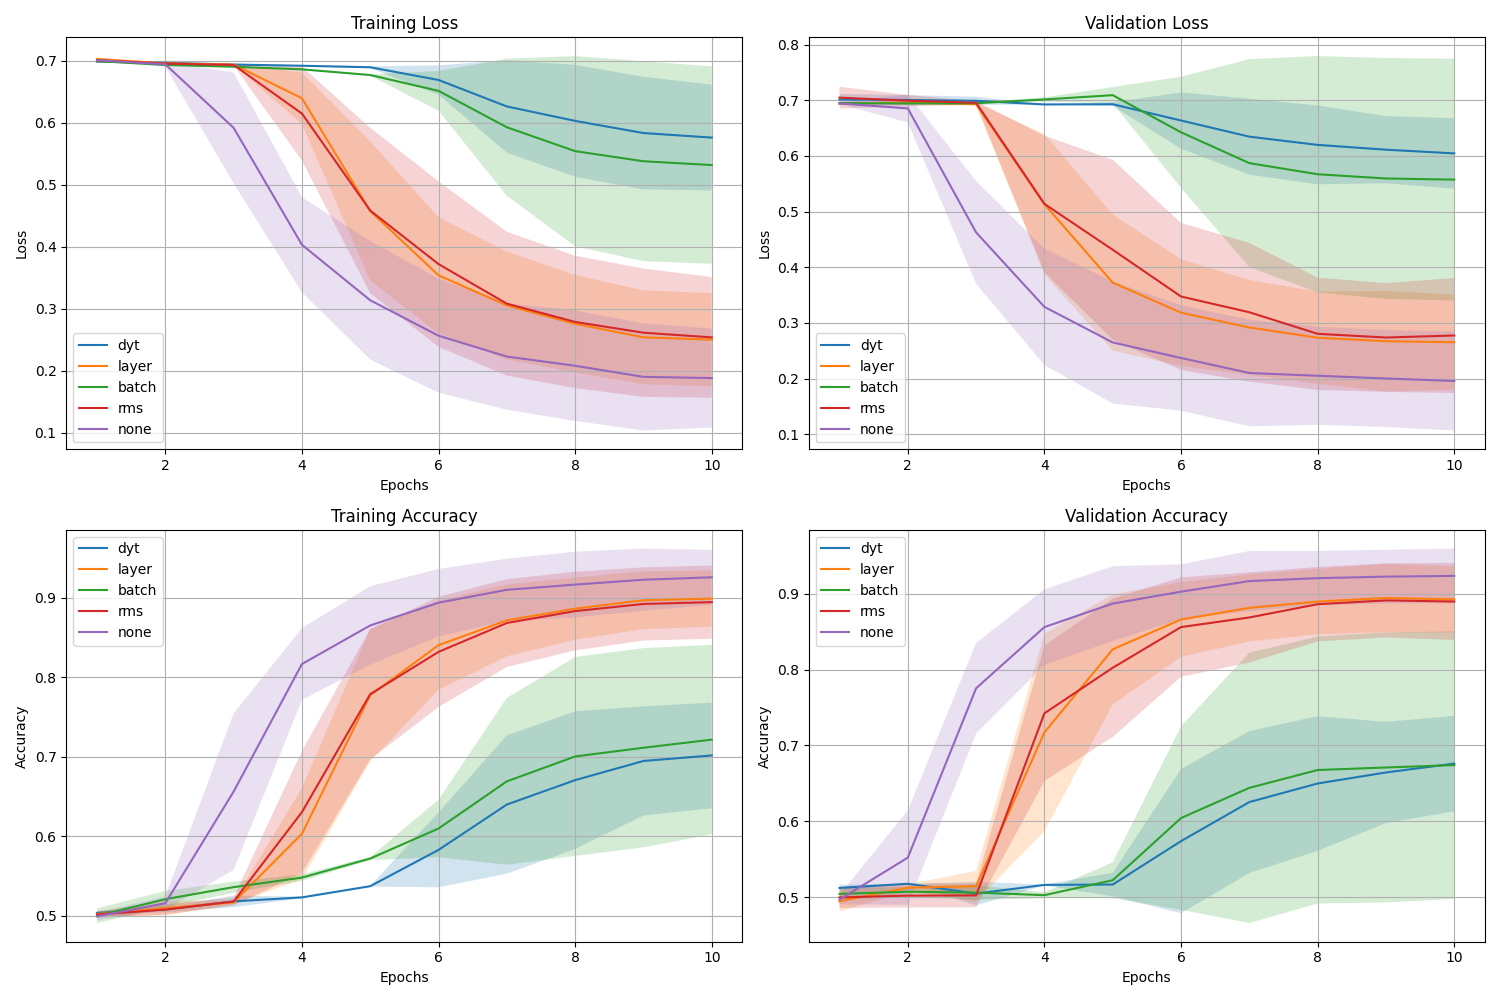 Training Loss
Loss
0.7
0.6
0.5
0.4
0.3
0.2
0.1
dyt
layer
batch
rms
none
2
4
6
8
10
Epochs
Validation Loss
Loss
0.8
0.7
0.6
0.5
0.4
0.3
0.2
0.1
dyt
layer
batch
rms
none
2
4
6
8
10
Epochs
Training Accuracy
Accuracy
dyt
layer
batch
rms
none
0.9
0.8
0.7
0.6
0.5
2
4
6
8
10
Epochs
Validation Accuracy
Accuracy
dyt
layer
batch
rms
none
0.9
0.8
0.7
0.6
0.5
2
4
6
8
10
Epochs